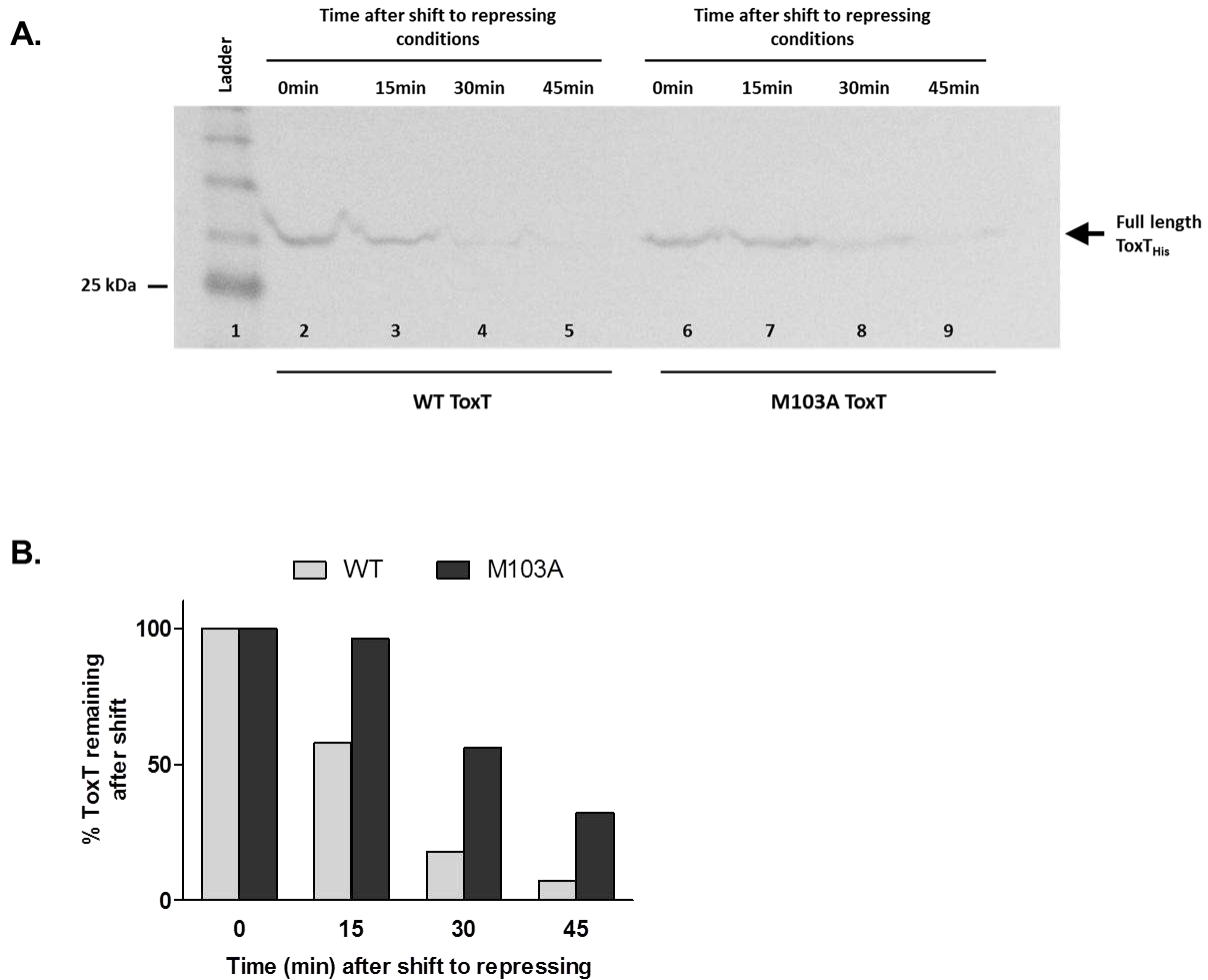 A.
Ladder
Time after shift to repressing
conditions
Time after shift to repressing
conditions
0min 15min 30min 45min 0min 15min 30min 45min
Full length
ToxTHis
25 kDa
1 2 3 4 5 6 7 8 9
WT ToxT M103A ToxT
B.
WT M103A
% ToxT remaining
after shift
100
50
0
0 15 30 45
Time (min) after shift to repressing